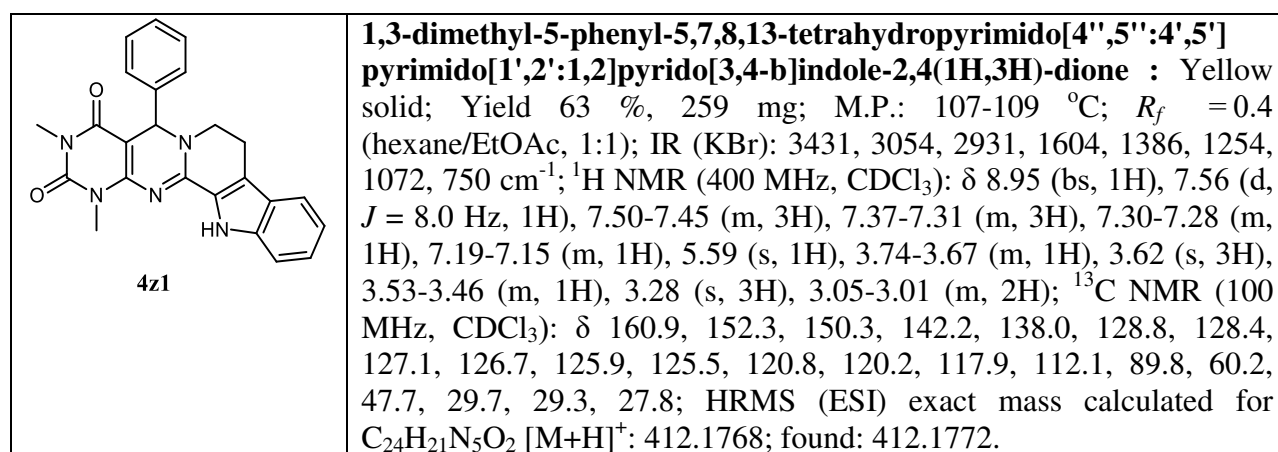 O
N
N
O
N
N
N
HN
4z1
1,3-dimethyl-5-phenyl-5,7,8,13-tetrahydropyrimido[4'',5'':4',5']
pyrimido[1',2':1,2]pyrido[3,4-b]indole-2,4(1H,3H)-dione : Yellow
solid; Yield 63 %, 259 mg; M.P.: 107-109 ºC; Rf = 0.4
(hexane/EtOAc, 1:1); IR (KBr): 3431, 3054, 2931, 1604, 1386, 1254,
1072, 750 cm-1; 1H NMR (400 MHz, CDCl3): δ 8.95 (bs, 1H), 7.56 (d,
J = 8.0 Hz, 1H), 7.50-7.45 (m, 3H), 7.37-7.31 (m, 3H), 7.30-7.28 (m,
1H), 7.19-7.15 (m, 1H), 5.59 (s, 1H), 3.74-3.67 (m, 1H), 3.62 (s, 3H),
3.53-3.46 (m, 1H), 3.28 (s, 3H), 3.05-3.01 (m, 2H); 13C NMR (100
MHz, CDCl3): δ 160.9, 152.3, 150.3, 142.2, 138.0, 128.8, 128.4,
127.1, 126.7, 125.9, 125.5, 120.8, 120.2, 117.9, 112.1, 89.8, 60.2,
47.7, 29.7, 29.3, 27.8; HRMS (ESI) exact mass calculated for
C24H21N5O2 [M+H]+: 412.1768; found: 412.1772.